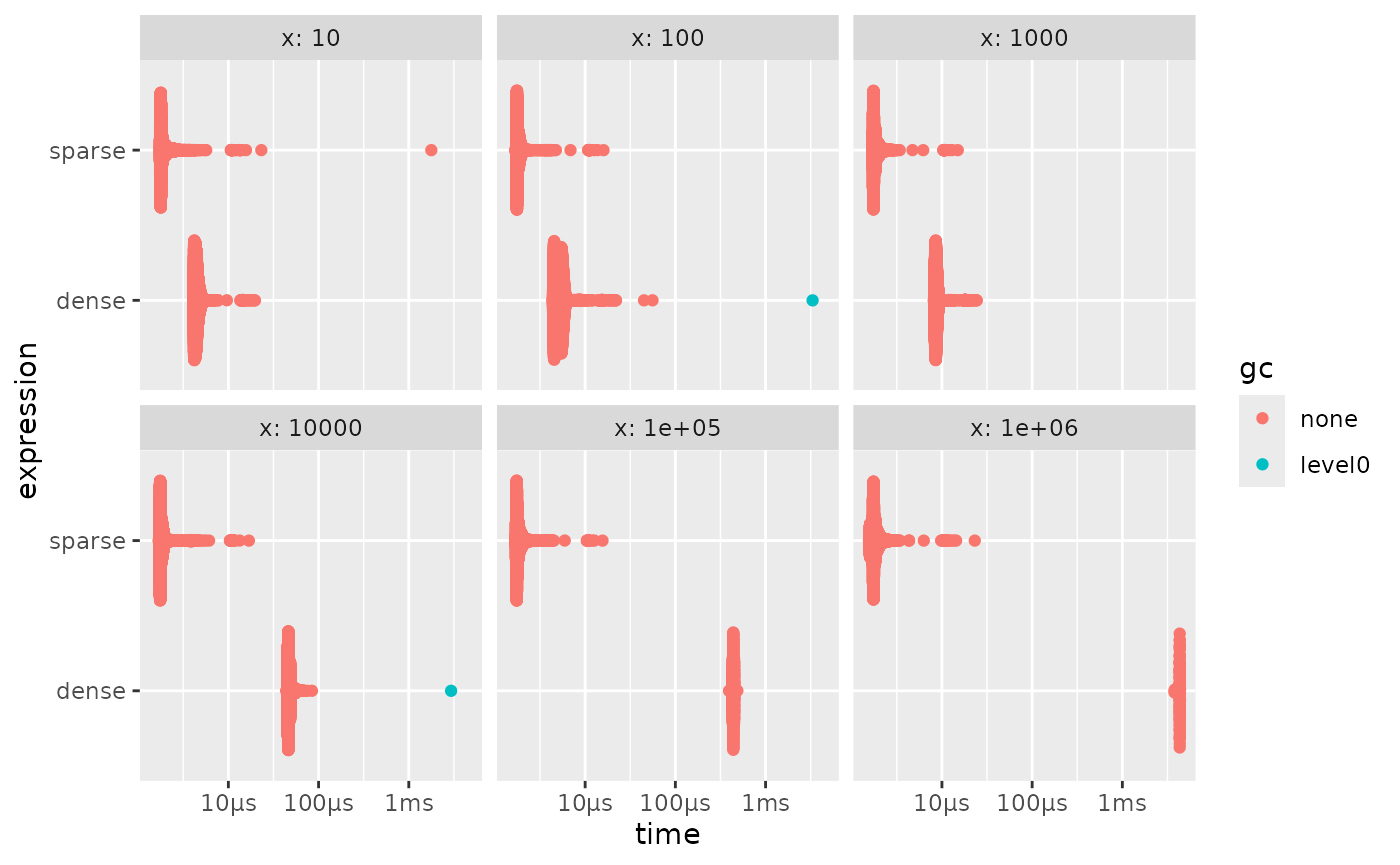 x: 10
x: 100
x: 1000
sparse
dense
x: 10000
x: 1e+05
x: 1e+06
sparse
dense
10µs
100µs
1ms
10µs
100µs
1ms
10µs
100µs
1ms
time
expression
gc
none
level0